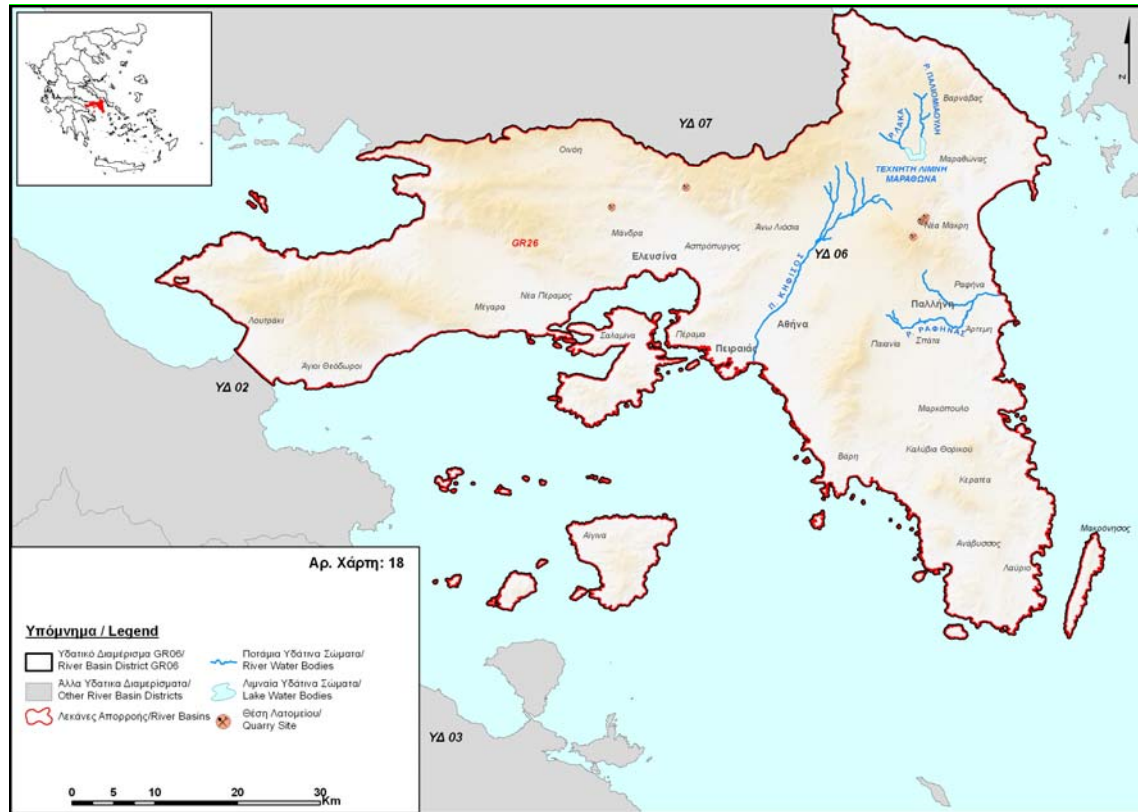 ΥΔ 07
Ρ. ΛΑΚΑ
Βαρνάβας
Μαραθώνας
ΤΕΧΝΗΤΗ ΛΙΜΝΗ
ΜΑΡΑΘΩΝΑ
Οινόη
Μάνδρα
GR26
Ασπρόπυργος
Άνω Λιόσια
Νέα Μάκρη
Ελευσίνα
ΥΔ 06
Π. ΚΗΦΙΣΟΣ
Νέα Πέραμος
Μέγαρα
Λουτράκι
Άγιοι Θεόδωροι
Σαλαμίνα
Πέραμα
Πειραιάς
Αθήνα
Ραφήνα
Παλλήνη
Ρ. ΡΑΦΗΝΑΣ
Αρτεμη
Παιανία
Σπάτα
ΥΔ 02
Μαρκόπουλο
Βάρη
Καλύβια Θορικού
Κερατέα
Αίγινα
Ανάβυσσος
Λαύριο
Μακρόνησος
ΥΔ 03
N
Αρ. Χάρτη: 18
Υπόμνημα / Legend
Υδατικό Διαμέρισμα GR06/
River Basin District GR06
Άλλα Υδατικα Διαμερίσματα/
Other River Basin Districts
Λεκάνες Απορροής/River Basins
Ποτάμια Υδάτινα Σώματα/
River Water Bodies
Λιμναία Υδάτινα Σώματα/
Lake Water Bodies
Θέση Λατομείου/
Quarry Site
0 5 10 20 30
Km